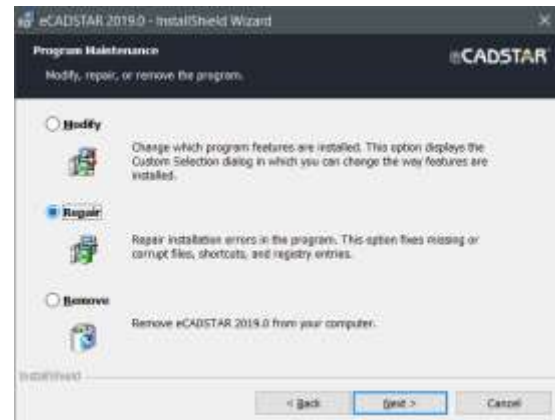 eCADSTAR 2019.0 - InstallShield Wizard
Program Maintenance
Modify, repair, or remove the program.
eCADSTAR
Modify
Change which program features are installed. This option displays the
Custom Selection dialog in which you can change the way features are
installed.
Repair
Repair installation errors in the program. This option fixes missing or
corrupt files, shortcuts, and registry entries.
Remove
Remove eCADSTAR 2019.0 from your computer.
InstallShield
< Back
Next >
Cancel